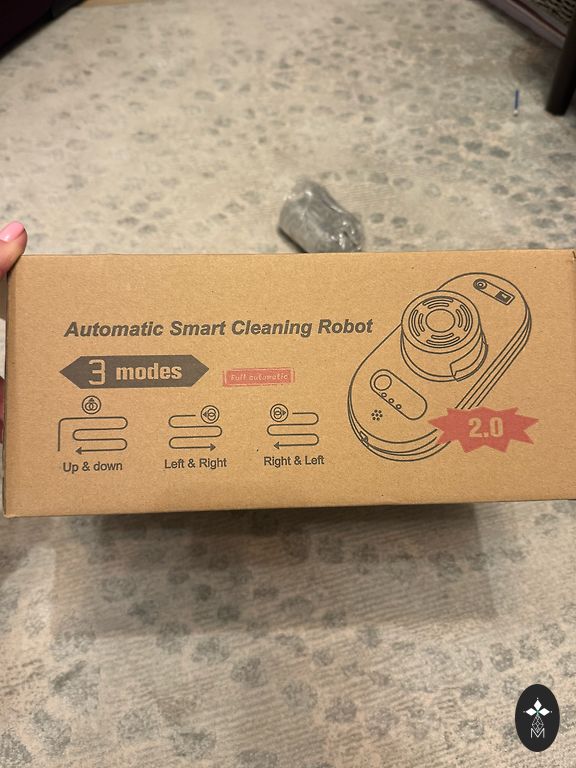 Automatic Smart Cleaning Robot
3 modes
Full automatic
2.0
Up & down
Left & Right
Right & Left
M